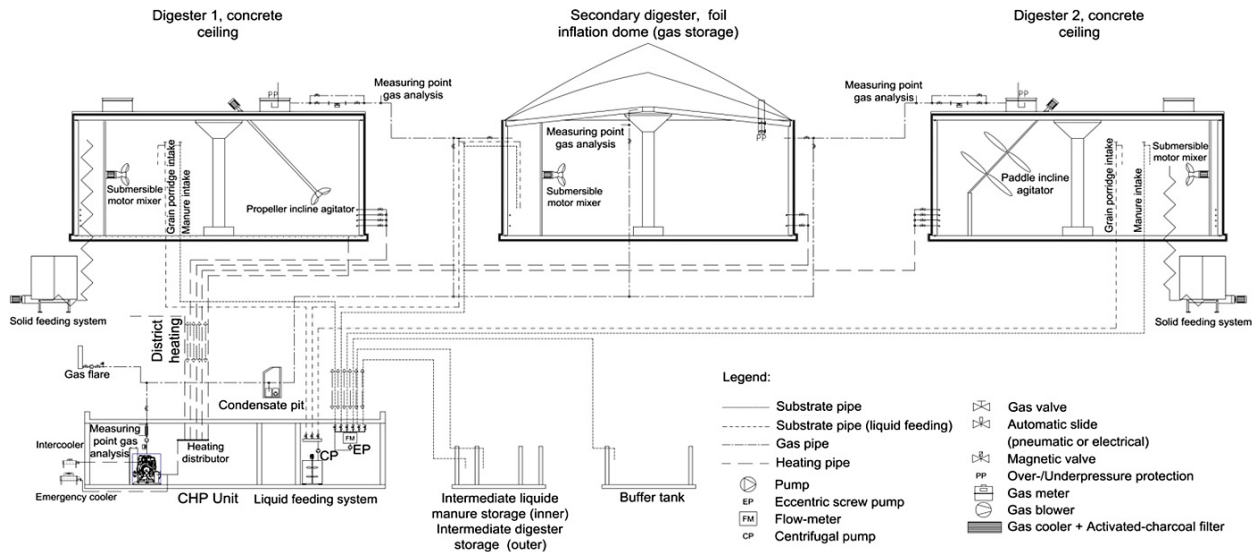 Digester 1, concrete
ceiling
Secondary digester, foil
inflation dome (gas storage)
Digester 2, concrete
ceiling
PP
Measuring point
gas analysis
Measuring point
gas analysis
PP
Measuring point
gas analysis
PP
Submersible
motor mixer
Grain porridge intake
Manure intake
Propeller incline agitator
Submersible
motor mixer
Paddle incline
agitator
Grain porridge intake
Manure intake
Submersible
motor mixer
Solid feeding system
Solid feeding system
District
heating
Gas flare
Condensate pit
Measuring
point gas
analysis
Intercooler
Emergency cooler
Heating
distributor
CHP Unit
Liquid feeding system
CP
FM
EP
Intermediate liquide
manure storage (inner)
Intermediate digester
storage (outer)
Buffer tank
Legend:
Substrate pipe
Substrate pipe (liquid feeding)
Gas pipe
Heating pipe
Pump
EP Eccentric screw pump
FM Flow-meter
CP Centrifugal pump
Gas valve
Automatic slide
(pneumatic or electrical)
Magnetic valve
PP Over-/Underpressure protection
Gas meter
Gas blower
Gas cooler + Activated-charcoal filter